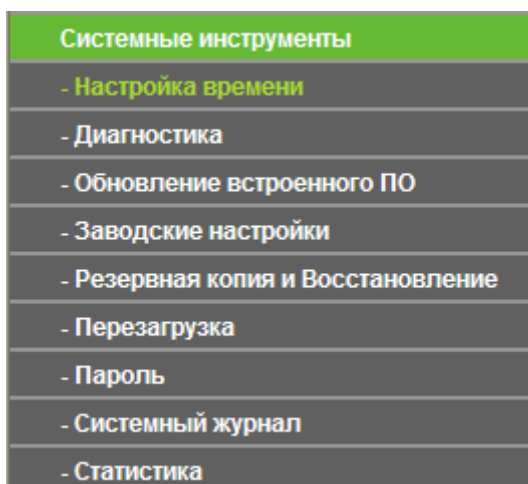 Системные инструменты
- Настройка времени
- Диагностика
- Обновление встроенного ПО
- Заводские настройки
- Резервная копия и Восстановление
- Перезагрузка
- Пароль
- Системный журнал
- Статистика